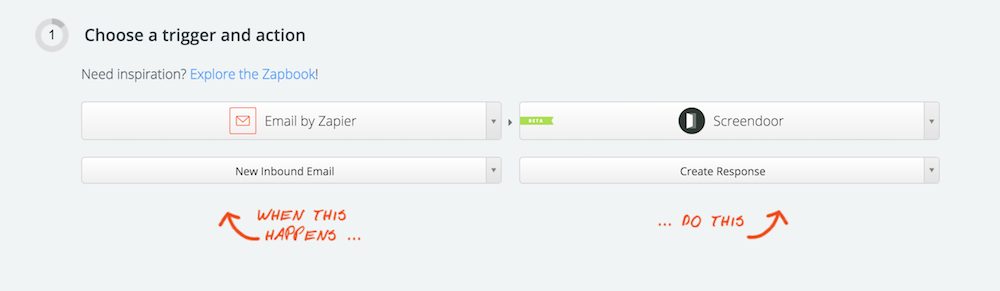 1 Choose a trigger and action
Need inspiration? Explore the Zapbook!
Email by Zapier
BETA
Screendoor
New Inbound Email
Create Response
WHEN THIS
HAPPENS ...
... DO THIS